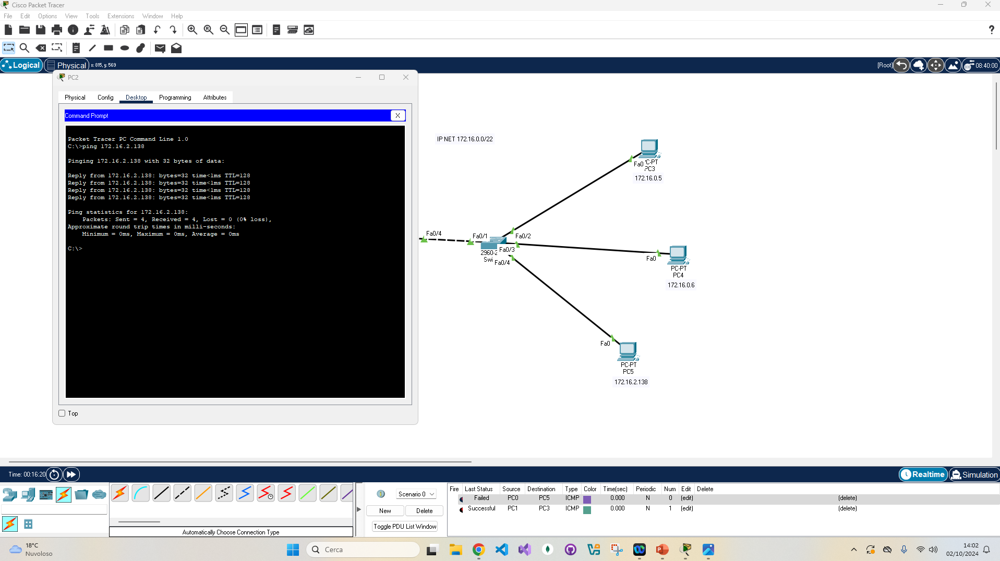 Cisco Packet Tracer
File Edit Options View Tools Extensions Window Help
Logical Physical x: 815, y: 569 [Root] 08:40:00
PC2
Physical Config Desktop Programming Attributes
Command Prompt X
Packet Tracer PC Command Line 1.0
C:\>ping 172.16.2.138
Pinging 172.16.2.138 with 32 bytes of data:
Reply from 172.16.2.138: bytes=32 time<1ms TTL=128
Reply from 172.16.2.138: bytes=32 time<1ms TTL=128
Reply from 172.16.2.138: bytes=32 time<1ms TTL=128
Reply from 172.16.2.138: bytes=32 time<1ms TTL=128
Ping statistics for 172.16.2.138:
Packets: Sent = 4, Received = 4, Lost = 0 (0% loss),
Approximate round trip times in milli-seconds:
Minimum = 0ms, Maximum = 0ms, Average = 0ms
C:\>
Top
IP NET 172.16.0.0/22
Fa0 'C-PT
PC3
172.16.0.5
Fa0/4 Fa0/1 Fa0/2
2960-2 Fa0/3
Swi Fa0/4
Fa0
PC-PT
PC4
172.16.0.6
Fa0
PC-PT
PC5
172.16.2.138
Time: 00:16:20 Realtime Simulation
Scenario 0
New Delete
Toggle PDU List Window
Automatically Choose Connection Type
Fire Last Status Source Destination Type Color Time(sec) Periodic Num Edit Delete
Failed PC0 PC5 ICMP 0.000 N 0 (edit) (delete)
Successful PC1 PC3 ICMP 0.000 N 1 (edit) (delete)
18°C
Nuvoloso
Cerca
14:02
02/10/2024